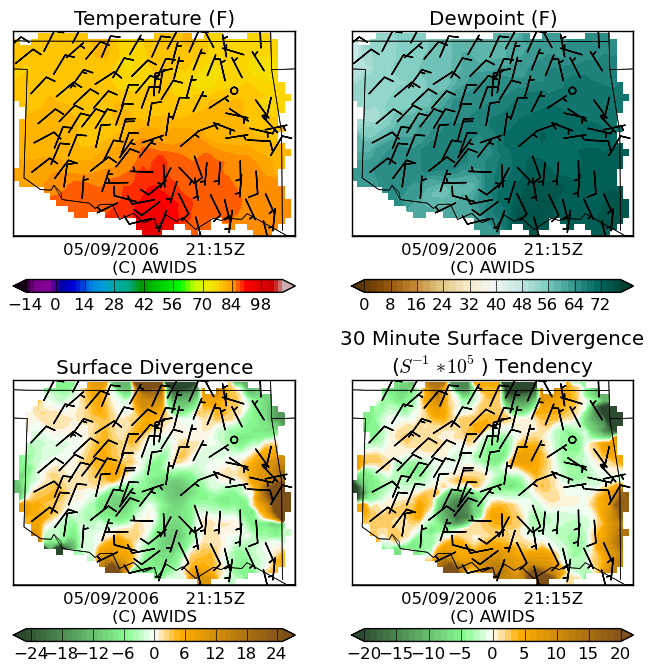 Temperature (F)
Dewpoint (F)
05/09/2006 21:15Z
(C) AWIDS
05/09/2006 21:15Z
(C) AWIDS
−14 0 14 28 42 56 70 84 98
0 8 16 24 32 40 48 56 64 72
Surface Divergence
30 Minute Surface Divergence
(S⁻¹ *10⁵ ) Tendency
05/09/2006 21:15Z
(C) AWIDS
05/09/2006 21:15Z
(C) AWIDS
−24 −18 −12 −6 0 6 12 18 24
−20 −15 −10 −5 0 5 10 15 20